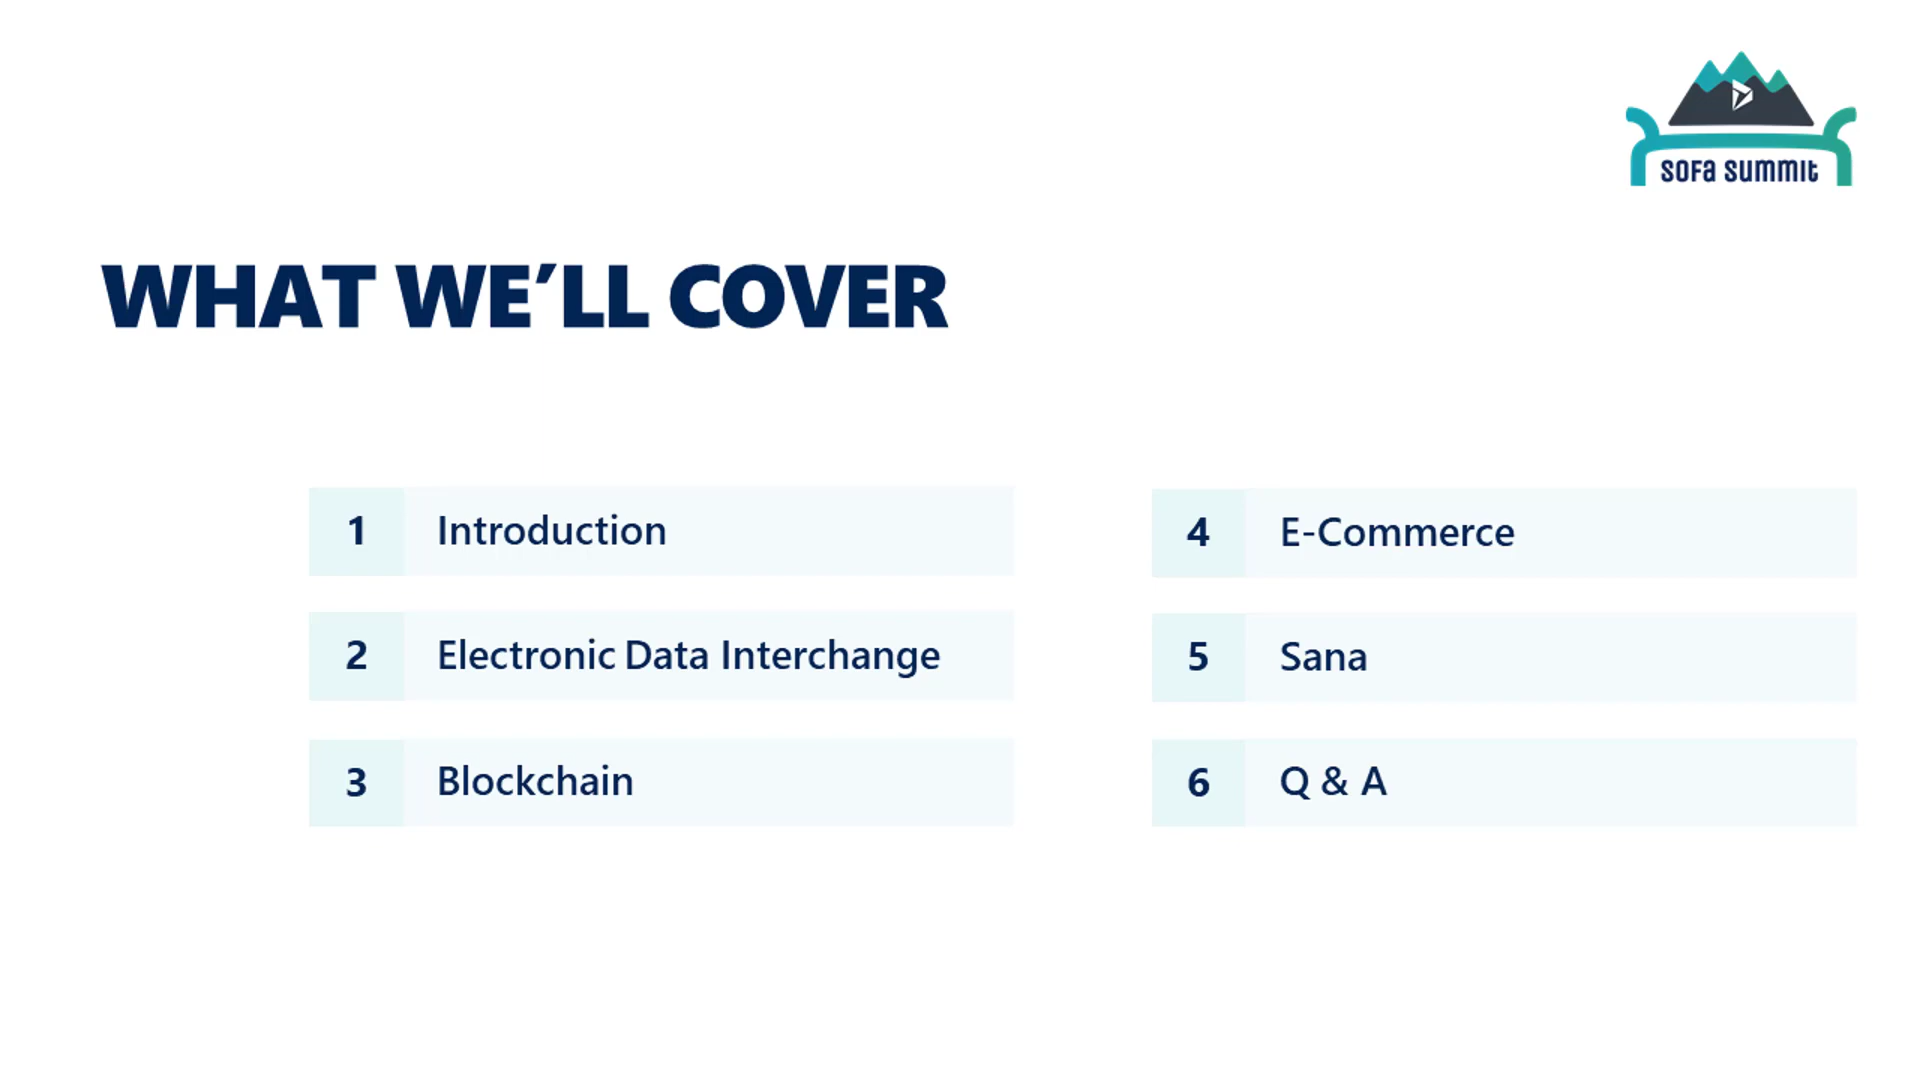 SOFA SUMMIT
WHAT WE’LL COVER
1 Introduction
2 Electronic Data Interchange
3 Blockchain
4 E-Commerce
5 Sana
6 Q & A